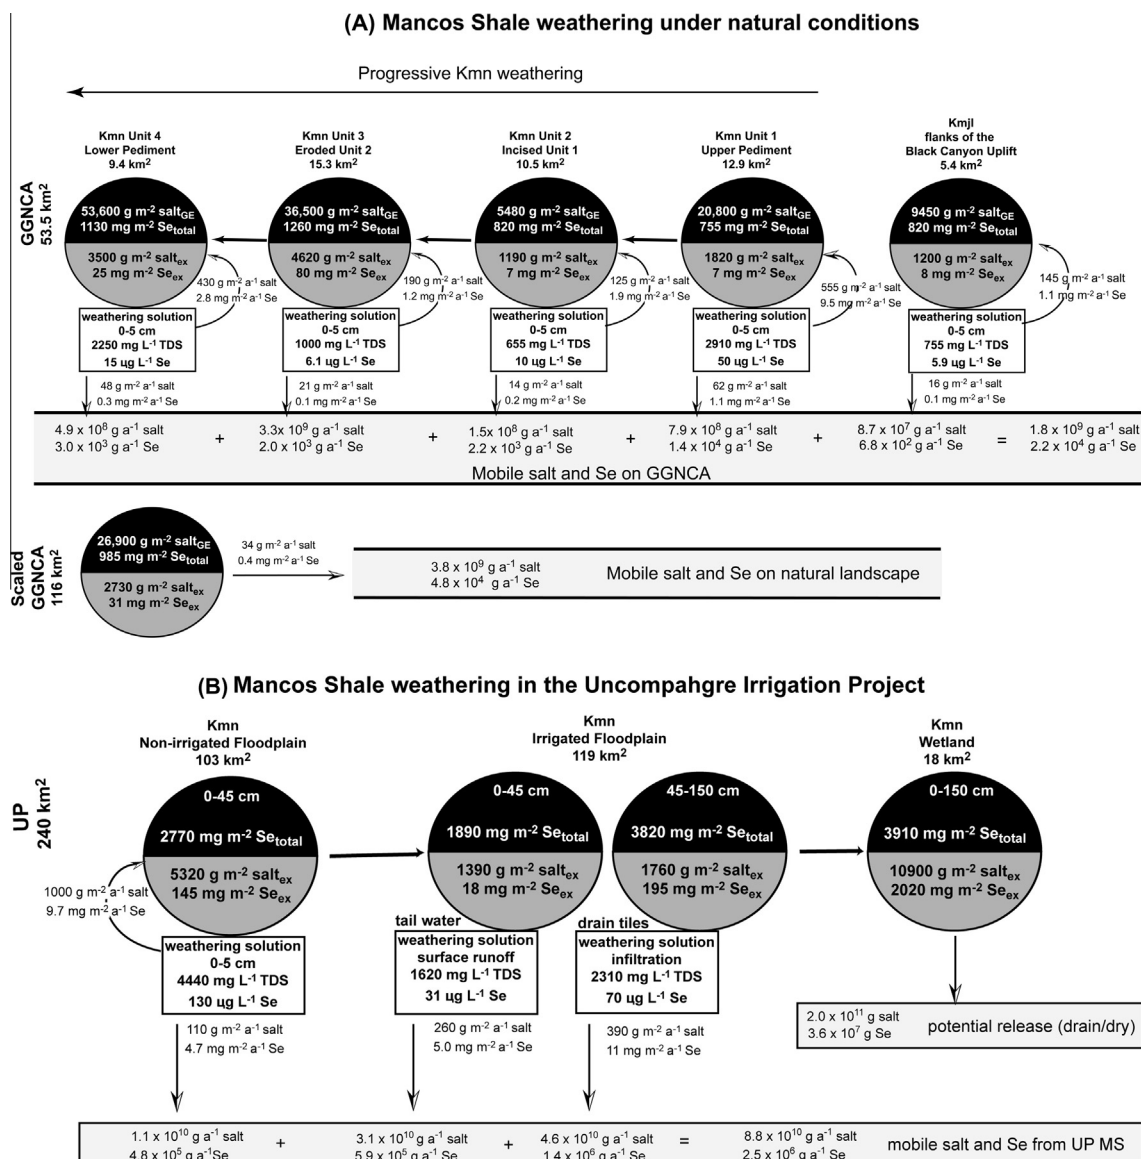 (A) Mancos Shale weathering under natural conditions
Progressive Kmn weathering
GGNCA
53.5 km²
Kmn Unit 4
Lower Pediment
9.4 km²
53,600 g m⁻² saltGE
1130 mg m⁻² Setotal
3500 g m⁻² saltex
25 mg m⁻² Seex
430 g m⁻² a⁻¹ salt
2.8 mg m⁻² a⁻¹ Se
weathering solution
0-5 cm
2250 mg L⁻¹ TDS
15 ug L⁻¹ Se
48 g m⁻² a⁻¹ salt
0.3 mg m⁻² a⁻¹ Se
Kmn Unit 3
Eroded Unit 2
15.3 km²
36,500 g m⁻² saltGE
1260 mg m⁻² Setotal
4620 g m⁻² saltex
80 mg m⁻² Seex
190 g m⁻² a⁻¹ salt
1.2 mg m⁻² a⁻¹ Se
weathering solution
0-5 cm
1000 mg L⁻¹ TDS
6.1 ug L⁻¹ Se
21 g m⁻² a⁻¹ salt
0.1 mg m⁻² a⁻¹ Se
Kmn Unit 2
Incised Unit 1
10.5 km²
5480 g m⁻² saltGE
820 mg m⁻² Setotal
1190 g m⁻² saltex
7 mg m⁻² Seex
125 g m⁻² a⁻¹ salt
1.9 mg m⁻² a⁻¹ Se
weathering solution
0-5 cm
655 mg L⁻¹ TDS
10 ug L⁻¹ Se
14 g m⁻² a⁻¹ salt
0.2 mg m⁻² a⁻¹ Se
Kmn Unit 1
Upper Pediment
12.9 km²
20,800 g m⁻² saltGE
755 mg m⁻² Setotal
1820 g m⁻² saltex
7 mg m⁻² Seex
555 g m⁻² a⁻¹ salt
9.5 mg m⁻² a⁻¹ Se
weathering solution
0-5 cm
2910 mg L⁻¹ TDS
50 ug L⁻¹ Se
62 g m⁻² a⁻¹ salt
1.1 mg m⁻² a⁻¹ Se
Kmjl
flanks of the
Black Canyon Uplift
5.4 km²
9450 g m⁻² saltGE
820 mg m⁻² Setotal
1200 g m⁻² saltex
8 mg m⁻² Seex
145 g m⁻² a⁻¹ salt
1.1 mg m⁻² a⁻¹ Se
weathering solution
0-5 cm
755 mg L⁻¹ TDS
5.9 ug L⁻¹ Se
16 g m⁻² a⁻¹ salt
0.1 mg m⁻² a⁻¹ Se
4.9 x 10⁸ g a⁻¹ salt + 3.3x 10⁹ g a⁻¹ salt + 1.5x 10⁸ g a⁻¹ salt + 7.9 x 10⁸ g a⁻¹ salt + 8.7 x 10⁷ g a⁻¹ salt = 1.8 x 10⁹ g a⁻¹ salt
3.0 x 10³ g a⁻¹ Se 2.0 x 10³ g a⁻¹ Se 2.2 x 10³ g a⁻¹ Se 1.4 x 10⁴ g a⁻¹ Se 6.8 x 10² g a⁻¹ Se 2.2 x 10⁴ g a⁻¹ Se
Mobile salt and Se on GGNCA
Scaled
GGNCA
116 km²
26,900 g m⁻² saltGE
985 mg m⁻² Setotal
2730 g m⁻² saltex
31 mg m⁻² Seex
34 g m⁻² a⁻¹ salt
0.4 mg m⁻² a⁻¹ Se
3.8 x 10⁹ g a⁻¹ salt
4.8 x 10⁴ g a⁻¹ Se
Mobile salt and Se on natural landscape
(B) Mancos Shale weathering in the Uncompahgre Irrigation Project
UP
240 km²
Kmn
Non-irrigated Floodplain
103 km²
2770 mg m⁻² Setotal
0-45 cm
5320 g m⁻² saltex
145 mg m⁻² Seex
1000 g m⁻² a⁻¹ salt
9.7 mg m⁻² a⁻¹ Se
weathering solution
0-5 cm
4440 mg L⁻¹ TDS
130 ug L⁻¹ Se
110 g m⁻² a⁻¹ salt
4.7 mg m⁻² a⁻¹ Se
Kmn
Irrigated Floodplain
119 km²
0-45 cm
1890 mg m⁻² Setotal
1390 g m⁻² saltex
18 mg m⁻² Seex
tail water
weathering solution
surface runoff
1620 mg L⁻¹ TDS
31 ug L⁻¹ Se
260 g m⁻² a⁻¹ salt
5.0 mg m⁻² a⁻¹ Se
45-150 cm
3820 mg m⁻² Setotal
1760 g m⁻² saltex
195 mg m⁻² Seex
drain tiles
weathering solution
infiltration
2310 mg L⁻¹ TDS
70 ug L⁻¹ Se
390 g m⁻² a⁻¹ salt
11 mg m⁻² a⁻¹ Se
Kmn
Wetland
18 km²
0-150 cm
3910 mg m⁻² Setotal
10900 g m⁻² saltex
2020 mg m⁻² Seex
2.0 x 10¹¹ g salt
3.6 x 10⁷ g Se
potential release (drain/dry)
1.1 x 10¹⁰ g a⁻¹ salt + 3.1 x 10¹⁰ g a⁻¹ salt + 4.6 x 10¹⁰ g a⁻¹ salt = 8.8 x 10¹⁰ g a⁻¹ salt
4.8 x 10⁵ g a⁻¹Se 5.9 x 10⁵ g a⁻¹ Se 1.4 x 10⁶ g a⁻¹ Se 2.5 x 10⁶ g a⁻¹ Se
mobile salt and Se from UP MS